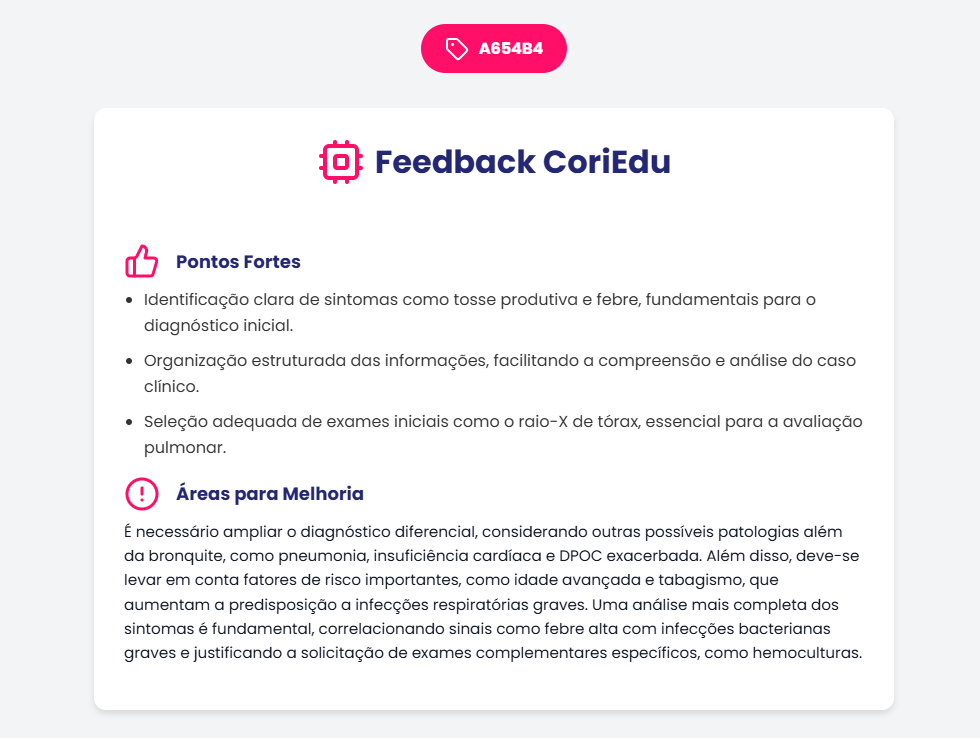 A654B4
Feedback CoriEdu
Pontos Fortes
Identificação clara de sintomas como tosse produtiva e febre, fundamentais para o
diagnóstico inicial.
Organização estruturada das informações, facilitando a compreensão e análise do caso
clínico.
Seleção adequada de exames iniciais como o raio-X de tórax, essencial para a avaliação
pulmonar.
Áreas para Melhoria
É necessário ampliar o diagnóstico diferencial, considerando outras possíveis patologias além
da bronquite, como pneumonia, insuficiência cardíaca e DPOC exacerbada. Além disso, deve-se
levar em conta fatores de risco importantes, como idade avançada e tabagismo, que
aumentam a predisposição a infecções respiratórias graves. Uma análise mais completa dos
sintomas é fundamental, correlacionando sinais como febre alta com infecções bacterianas
graves e justificando a solicitação de exames complementares específicos, como hemoculturas.